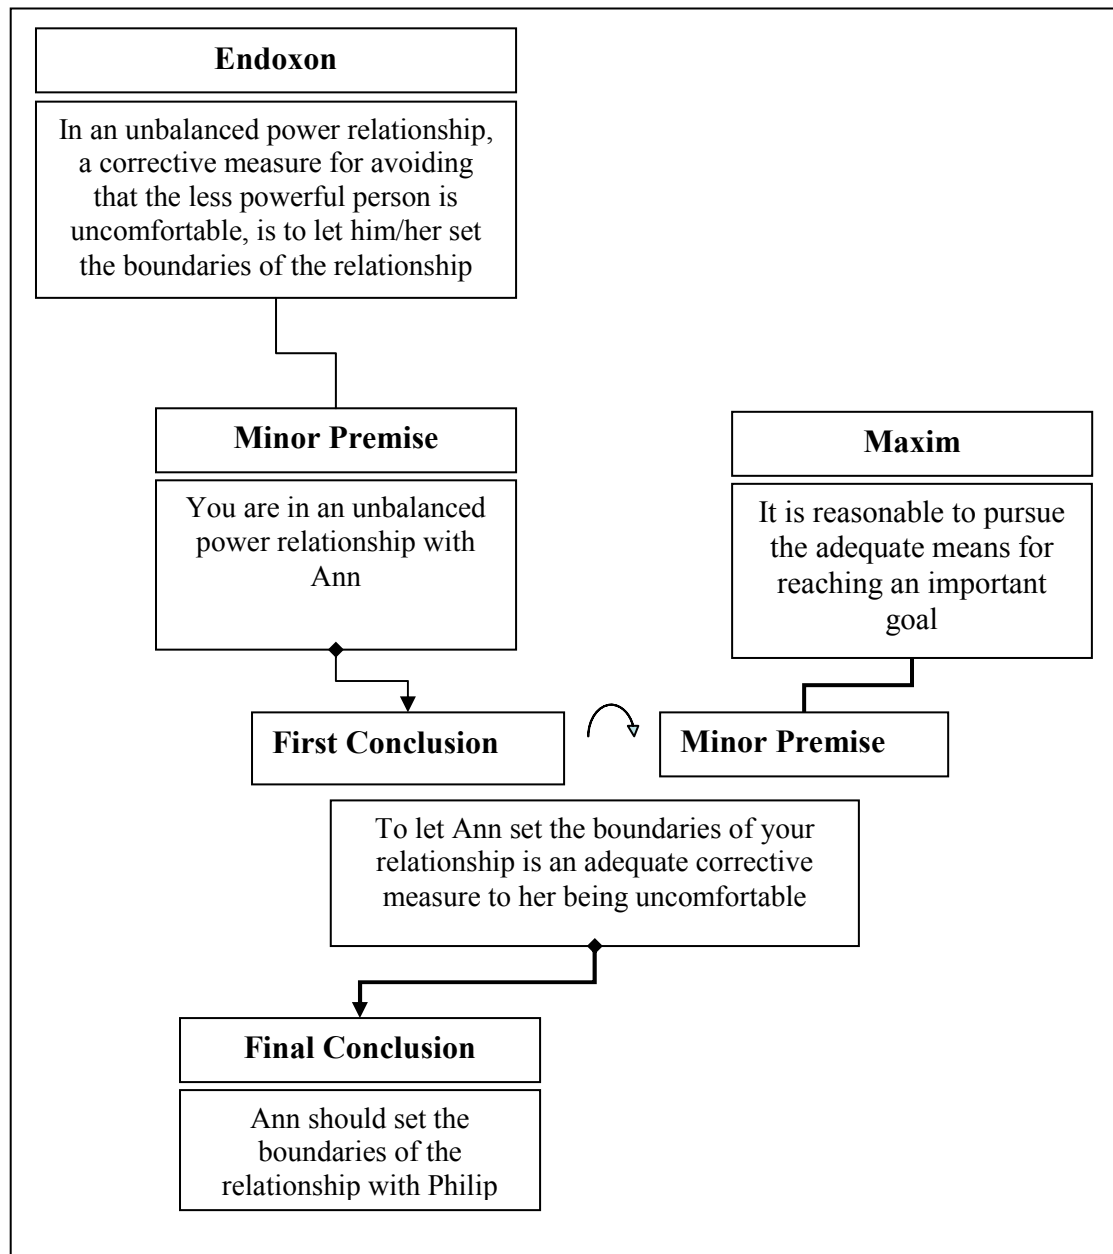 Endoxon
In an unbalanced power relationship,
a corrective measure for avoiding
that the less powerful person is
uncomfortable, is to let him/her set
the boundaries of the relationship
Minor Premise
You are in an unbalanced
power relationship with
Ann
Maxim
It is reasonable to pursue
the adequate means for
reaching an important
goal
First Conclusion
Minor Premise
To let Ann set the boundaries of your
relationship is an adequate corrective
measure to her being uncomfortable
Final Conclusion
Ann should set the
boundaries of the
relationship with Philip